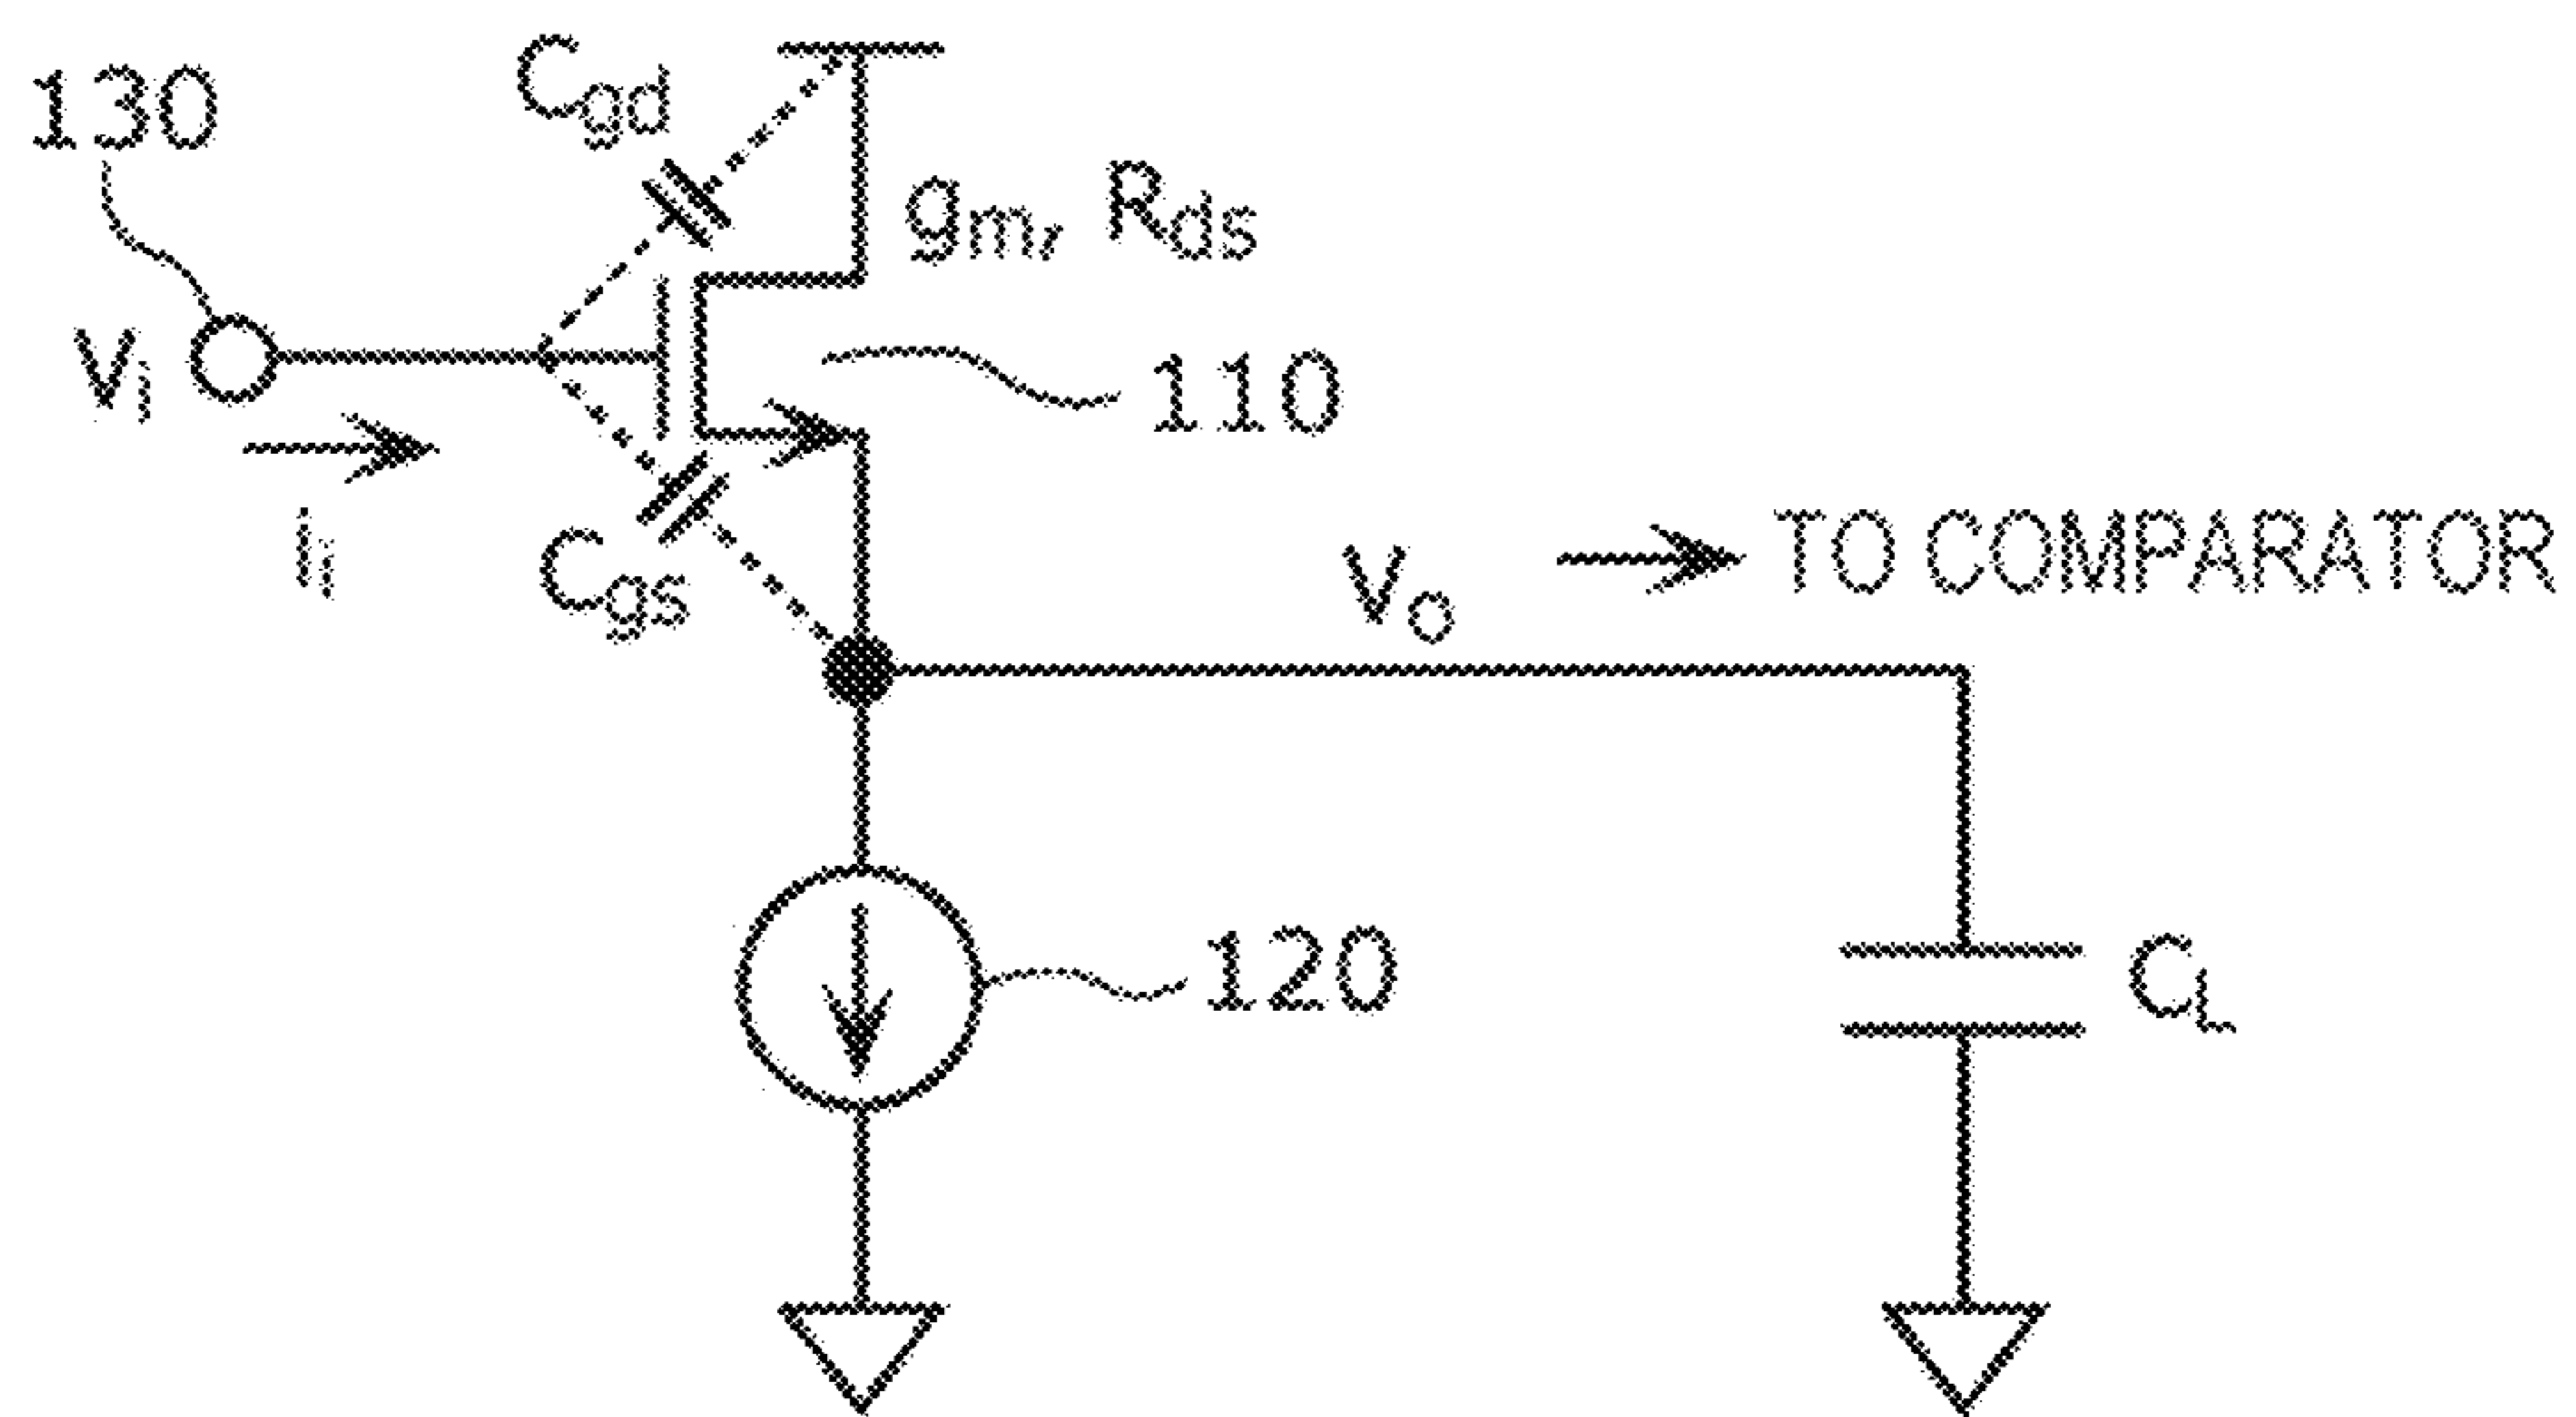 130
Cgd
gm, Rds
Vi
110
Ii
Cgs
Vo
TO COMPARATOR
120
CL